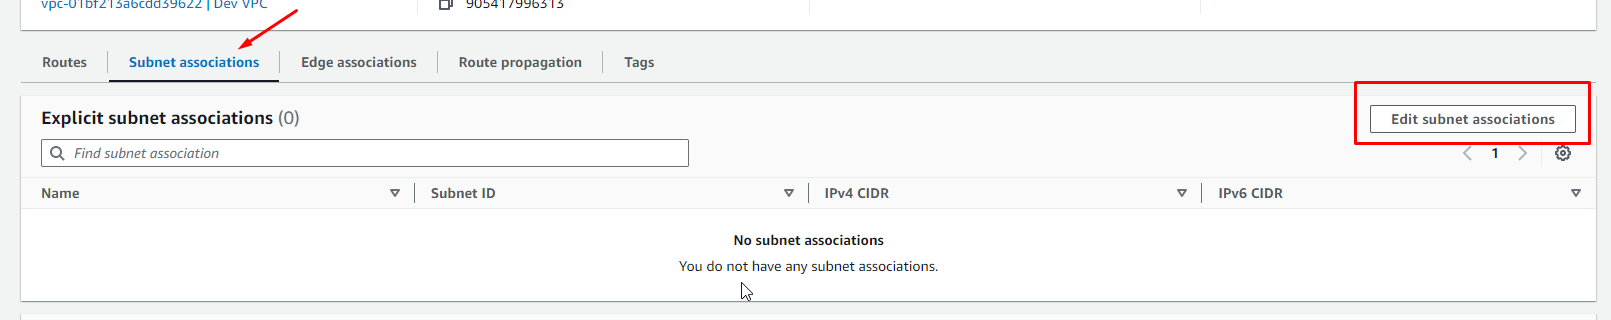 vpc-01bf213a6cdd39622 | Dev VPC
905417996313
Routes
Subnet associations
Edge associations
Route propagation
Tags
Explicit subnet associations (0)
Edit subnet associations
Find subnet association
1
Name
Subnet ID
IPv4 CIDR
IPv6 CIDR
No subnet associations
You do not have any subnet associations.